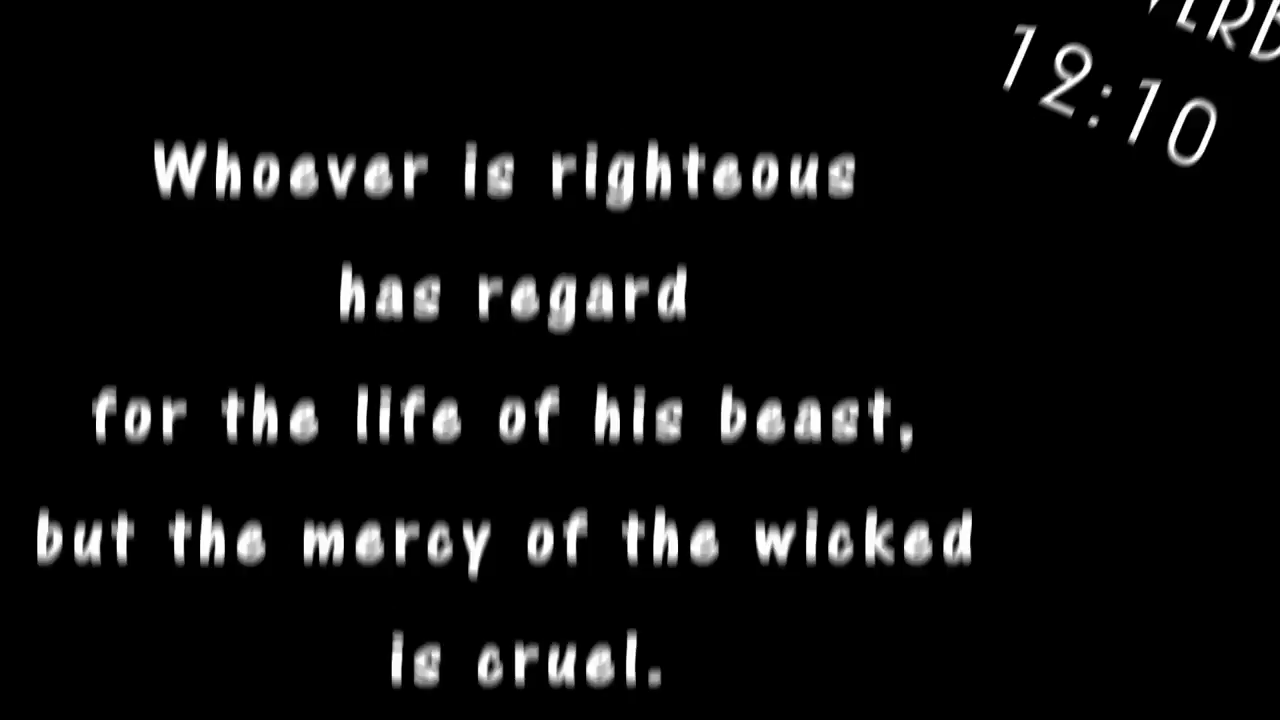 12:10
Whoever is righteous
has regard
for the life of his beast,
but the mercy of the wicked
is cruel.